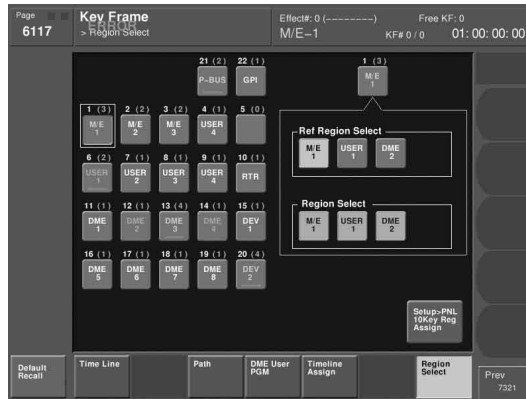 Page
6117
Key Frame
ERROR
> Region Select
Effect#: 0 (--------)
Free KF: 0
M/E-1
KF# 0 / 0
01: 00: 00: 00
21 (2)
22 (1)
P-BUS
GPI
1 (3)
M/E
1
1 (3)
2 (2)
3 (2)
4 (1)
5 (0)
M/E
1
M/E
2
M/E
3
USER
4
6 (2)
7 (1)
8 (1)
9 (1)
10 (1)
USER
1
USER
2
USER
3
USER
4
RTR
11 (1)
12 (1)
13 (4)
14 (1)
15 (1)
DME
1
DME
2
DME
3
DME
4
DEV
1
16 (1)
17 (1)
18 (1)
19 (1)
20 (4)
DME
5
DME
6
DME
7
DME
8
DEV
2
Ref Region Select
M/E
1
USER
1
DME
2
Region Select
M/E
1
USER
1
DME
2
Setup>PNL
10Key Reg
Assign
Default
Recall
Time Line
Path
DME User
PGM
Timeline
Assign
Region
Select
Prev
7321